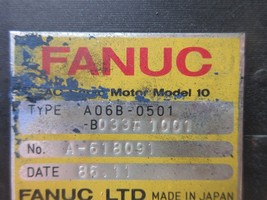 FANUC
AC Servo Motor Model 10
TYPE A06B-0501
-B033# 1001
No. A-618091
DATE 86.11
FANUC LTD MADE IN JAPAN